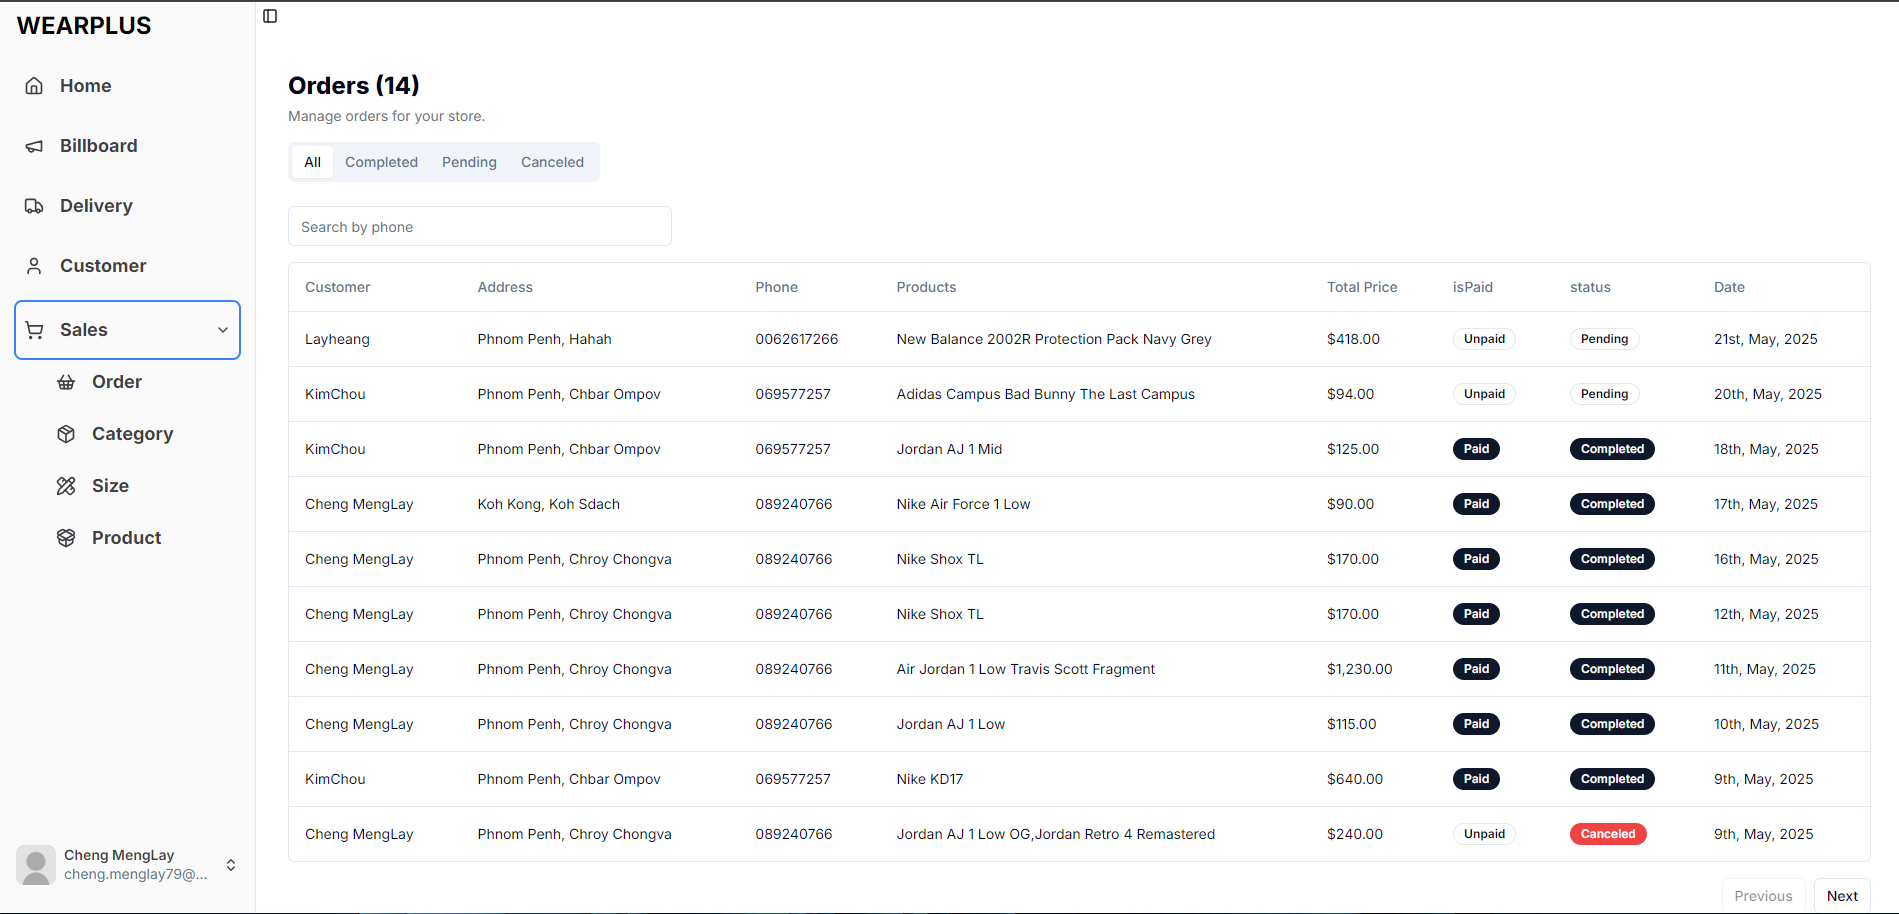 WEARPLUS
Home
Billboard
Delivery
Customer
Sales
Order
Category
Size
Product
Cheng MengLay
cheng.menglay79@...
Orders (14)
Manage orders for your store.
All Completed Pending Canceled
Search by phone
Customer Address Phone Products Total Price isPaid status Date
Layheang Phnom Penh, Hahah 0062617266 New Balance 2002R Protection Pack Navy Grey $418.00 Unpaid Pending 21st, May, 2025
KimChou Phnom Penh, Chbar Ompov 069577257 Adidas Campus Bad Bunny The Last Campus $94.00 Unpaid Pending 20th, May, 2025
KimChou Phnom Penh, Chbar Ompov 069577257 Jordan AJ 1 Mid $125.00 Paid Completed 18th, May, 2025
Cheng MengLay Koh Kong, Koh Sdach 089240766 Nike Air Force 1 Low $90.00 Paid Completed 17th, May, 2025
Cheng MengLay Phnom Penh, Chroy Chongva 089240766 Nike Shox TL $170.00 Paid Completed 16th, May, 2025
Cheng MengLay Phnom Penh, Chroy Chongva 089240766 Nike Shox TL $170.00 Paid Completed 12th, May, 2025
Cheng MengLay Phnom Penh, Chroy Chongva 089240766 Air Jordan 1 Low Travis Scott Fragment $1,230.00 Paid Completed 11th, May, 2025
Cheng MengLay Phnom Penh, Chroy Chongva 089240766 Jordan AJ 1 Low $115.00 Paid Completed 10th, May, 2025
KimChou Phnom Penh, Chbar Ompov 069577257 Nike KD17 $640.00 Paid Completed 9th, May, 2025
Cheng MengLay Phnom Penh, Chroy Chongva 089240766 Jordan AJ 1 Low OG,Jordan Retro 4 Remastered $240.00 Unpaid Canceled 9th, May, 2025
Previous Next